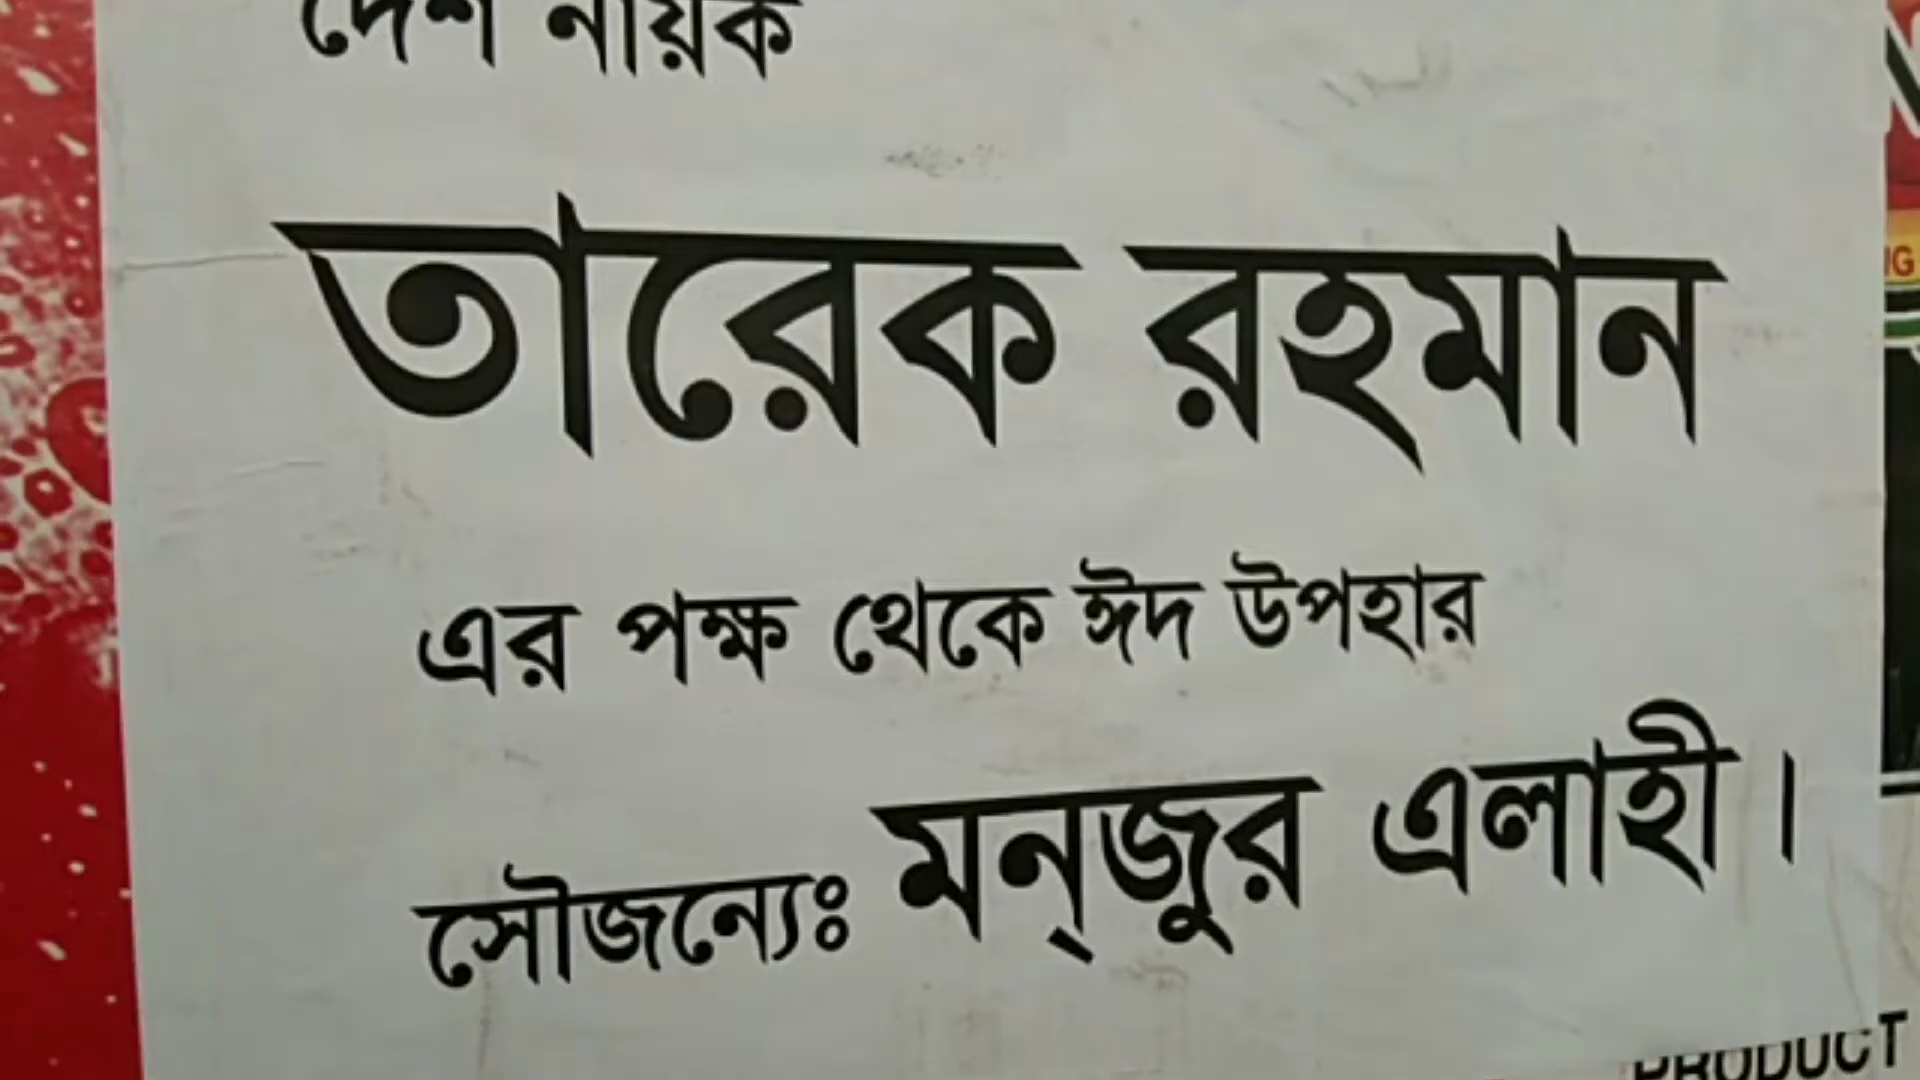 দেশ নায়ক
তারেক রহমান
এর পক্ষ থেকে ঈদ উপহার
সৌজন্যেঃ মন্জুর এলাহী।
PRODUCT